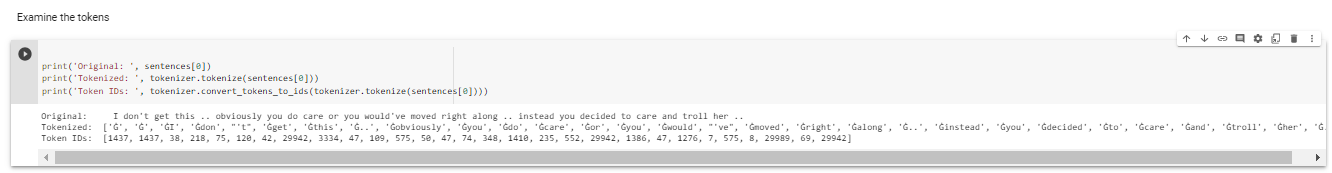 Examine the tokens
print('Original: ', sentences[0])
print('Tokenized: ', tokenizer.tokenize(sentences[0]))
print('Token IDs: ', tokenizer.convert_tokens_to_ids(tokenizer.tokenize(sentences[0])))
Original:      I don't get this .. obviously you do care or you would've moved right along .. instead you decided to care and troll her ..
Tokenized:  ['Ġ', 'Ġ', 'ĠI', 'Ġdon', "'t", 'Ġget', 'Ġthis', 'Ġ..', 'Ġobviously', 'Ġyou', 'Ġdo', 'Ġcare', 'Ġor', 'Ġyou', 'Ġwould', "'ve", 'Ġmoved', 'Ġright', 'Ġalong', 'Ġ..', 'Ġinstead', 'Ġyou', 'Ġdecided', 'Ġto', 'Ġcare', 'Ġand', 'Ġtroll', 'Ġher', 'Ġ.
Token IDs:  [1437, 1437, 38, 218, 75, 120, 42, 29942, 3334, 47, 109, 575, 50, 47, 74, 348, 1410, 235, 552, 29942, 1386, 47, 1276, 7, 575, 8, 29989, 69, 29942]